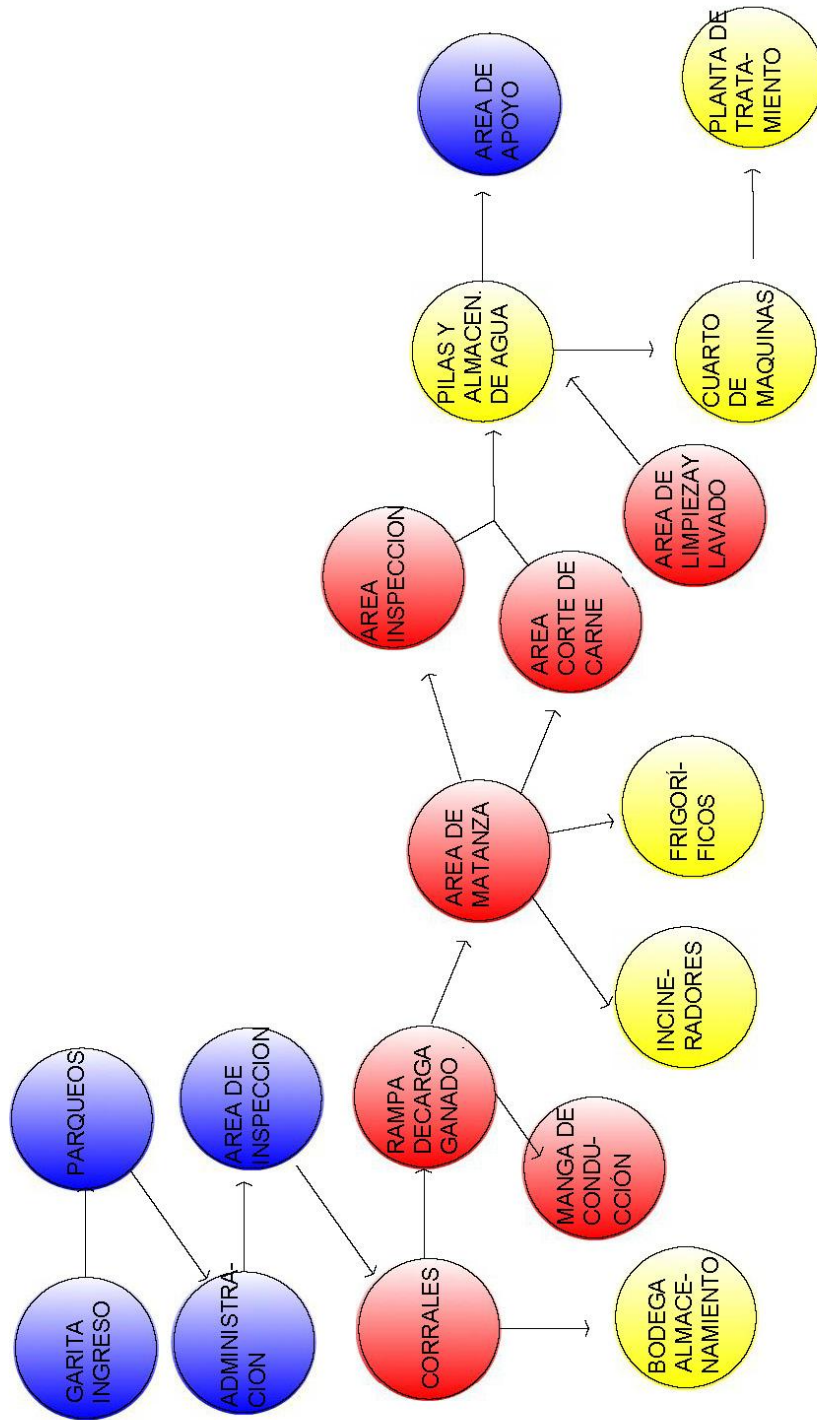 GARITA
INGRESO
PARQUEOS
ADMINISTRA-
CION
AREA DE
INSPECCION
CORRALES
RAMPA
DECARGA
GANADO
MANGA DE
CONDU-
CCIÓN
BODEGA
ALMACE-
NAMIENTO
AREA DE
MATANZA
INCINE-
RADORES
FRIGORÍ-
FICOS
AREA
INSPECCION
AREA
CORTE DE
CARNE
AREA DE
LIMPIEZA Y
LAVADO
PILAS Y
ALMACEN.
DE AGUA
AREA DE
APOYO
CUARTO
DE
MAQUINAS
PLANTA DE
TRATA-
MIENTO